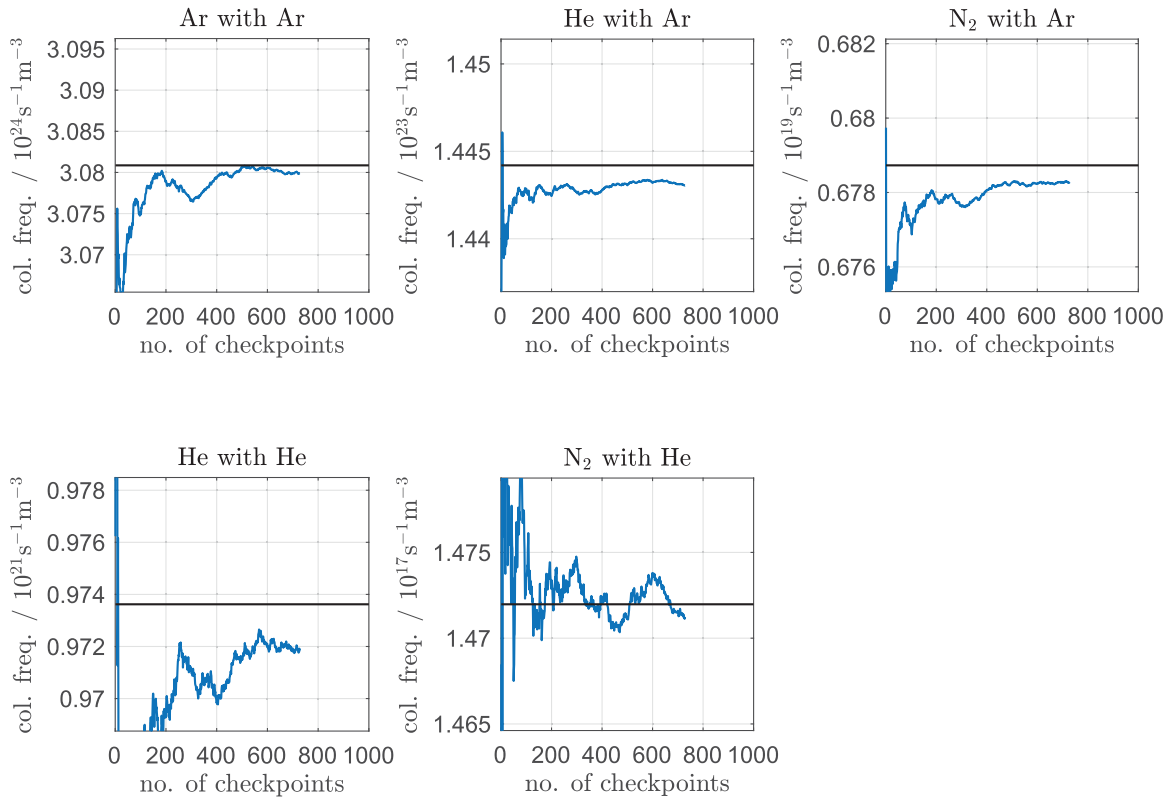 Ar with Ar
3.095
3.09
3.085
3.08
3.075
3.07
col. freq. / 10²⁴s⁻¹m⁻³
0 200 400 600 800 1000
no. of checkpoints
He with Ar
1.45
1.445
1.44
col. freq. / 10²³s⁻¹m⁻³
0 200 400 600 800 1000
no. of checkpoints
N₂ with Ar
0.682
0.68
0.678
0.676
col. freq. / 10¹⁹s⁻¹m⁻³
0 200 400 600 800 1000
no. of checkpoints
He with He
0.978
0.976
0.974
0.972
0.97
col. freq. / 10²¹s⁻¹m⁻³
0 200 400 600 800 1000
no. of checkpoints
N₂ with He
1.475
1.47
1.465
col. freq. / 10¹⁷s⁻¹m⁻³
0 200 400 600 800 1000
no. of checkpoints